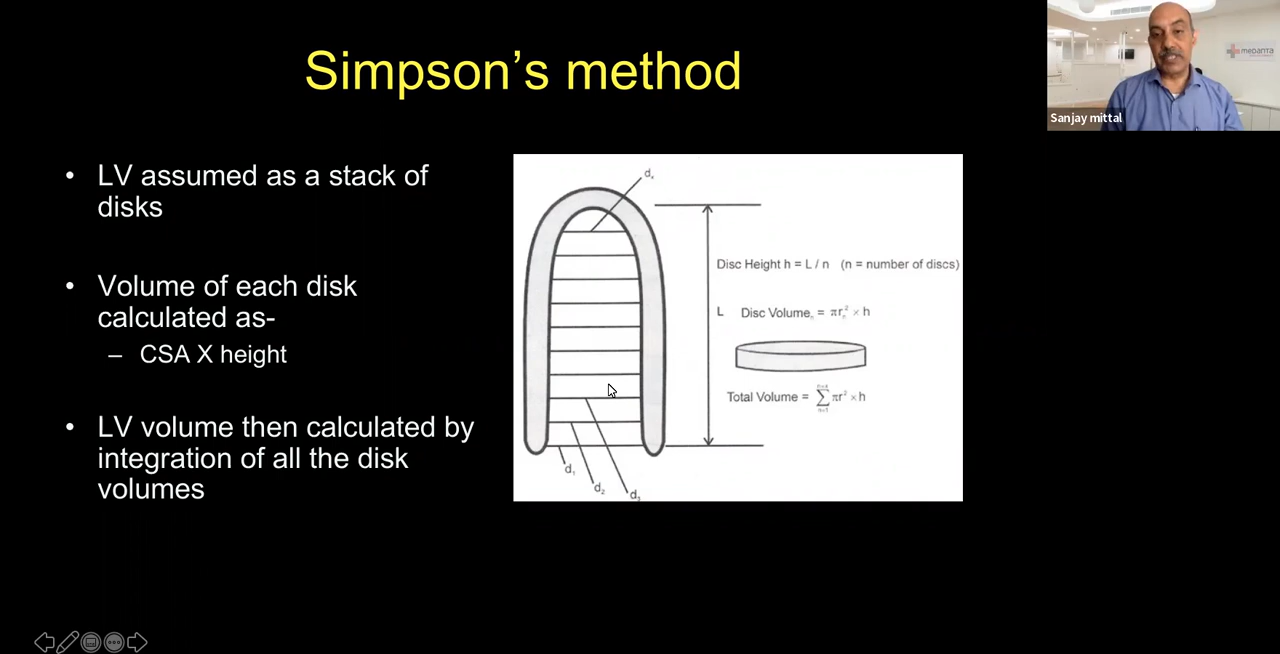 Simpson's method
medanta
Sanjay mittal
• LV assumed as a stack of
disks
• Volume of each disk
calculated as-
– CSA X height
• LV volume then calculated by
integration of all the disk
volumes
Disc Height h = L / n (n = number of discs)
L Disc Volume = πr² × h
Total Volume = ∑ πr² × h
d₁
d₂